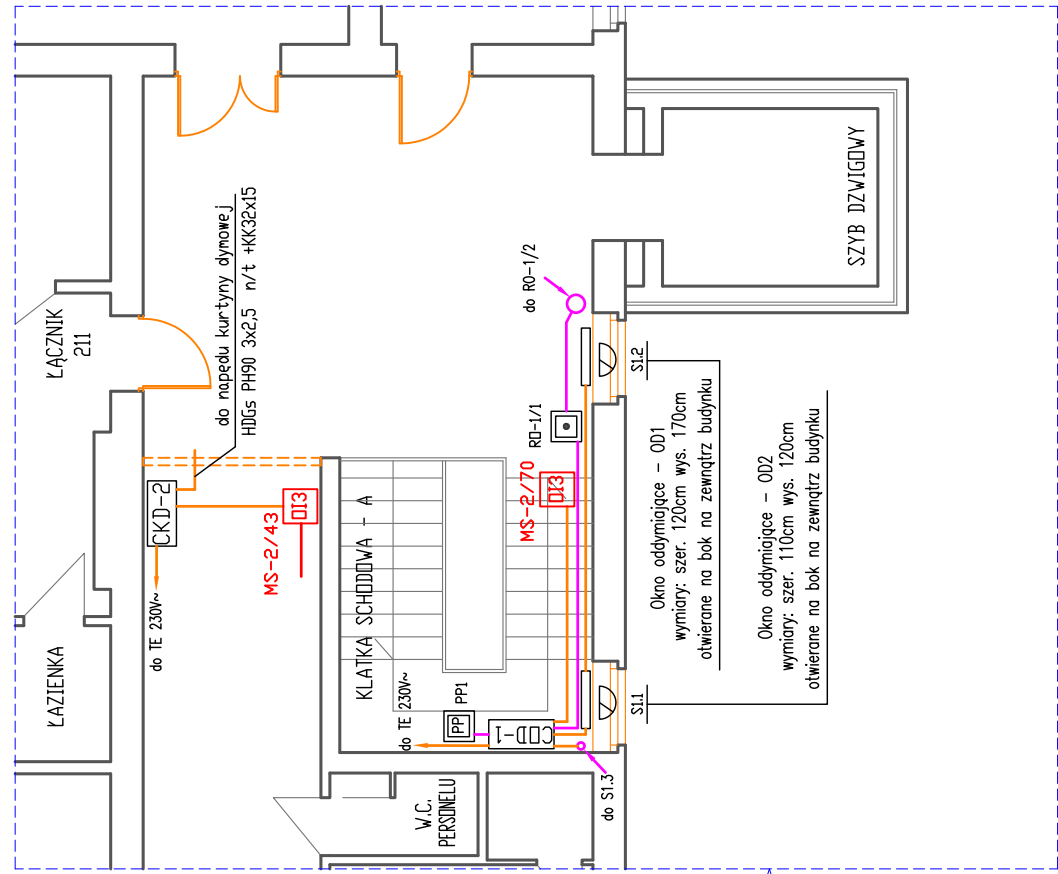 ŁĄCZNIK
211
ŁAZIENKA
do napędu kurtyny dymowej
HDGs PH90 3x2,5 n/t +KK32x15
CKD-2
DI3
MS-2/43
do TE 230V~
KLATKA SCHODOWA - A
SZYB DZWIGOWY
do RO-1/2
RO-1/1
MS-2/70
DI3
S1.2
PP
PP1
do TE 230V~
COD-1
S1.1
do S1.3
W.C.
PERSONELU
Okno oddymiające - OD1
wymiary: szer. 120cm wys. 170cm
otwierane na bok na zewnątrz budynku
Okno oddymiające - OD2
wymiary: szer. 110cm wys. 120cm
otwierane na bok na zewnątrz budynku